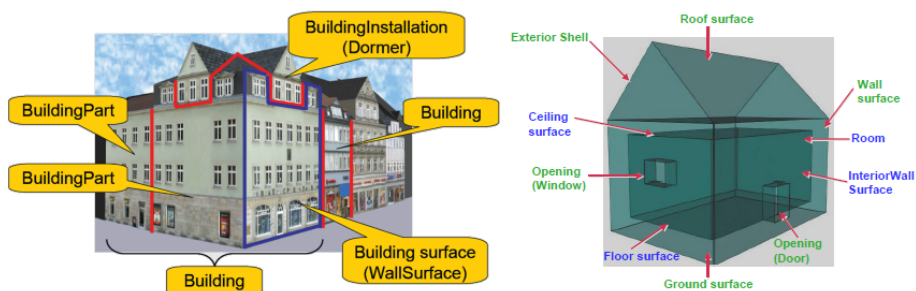 BuildingInstallation
(Dormer)
BuildingPart
Building
BuildingPart
Building surface
(WallSurface)
Building
Roof surface
Exterior Shell
Wall
surface
Ceiling
surface
Room
Opening
(Window)
InteriorWall
Surface
Floor surface
Opening
(Door)
Ground surface